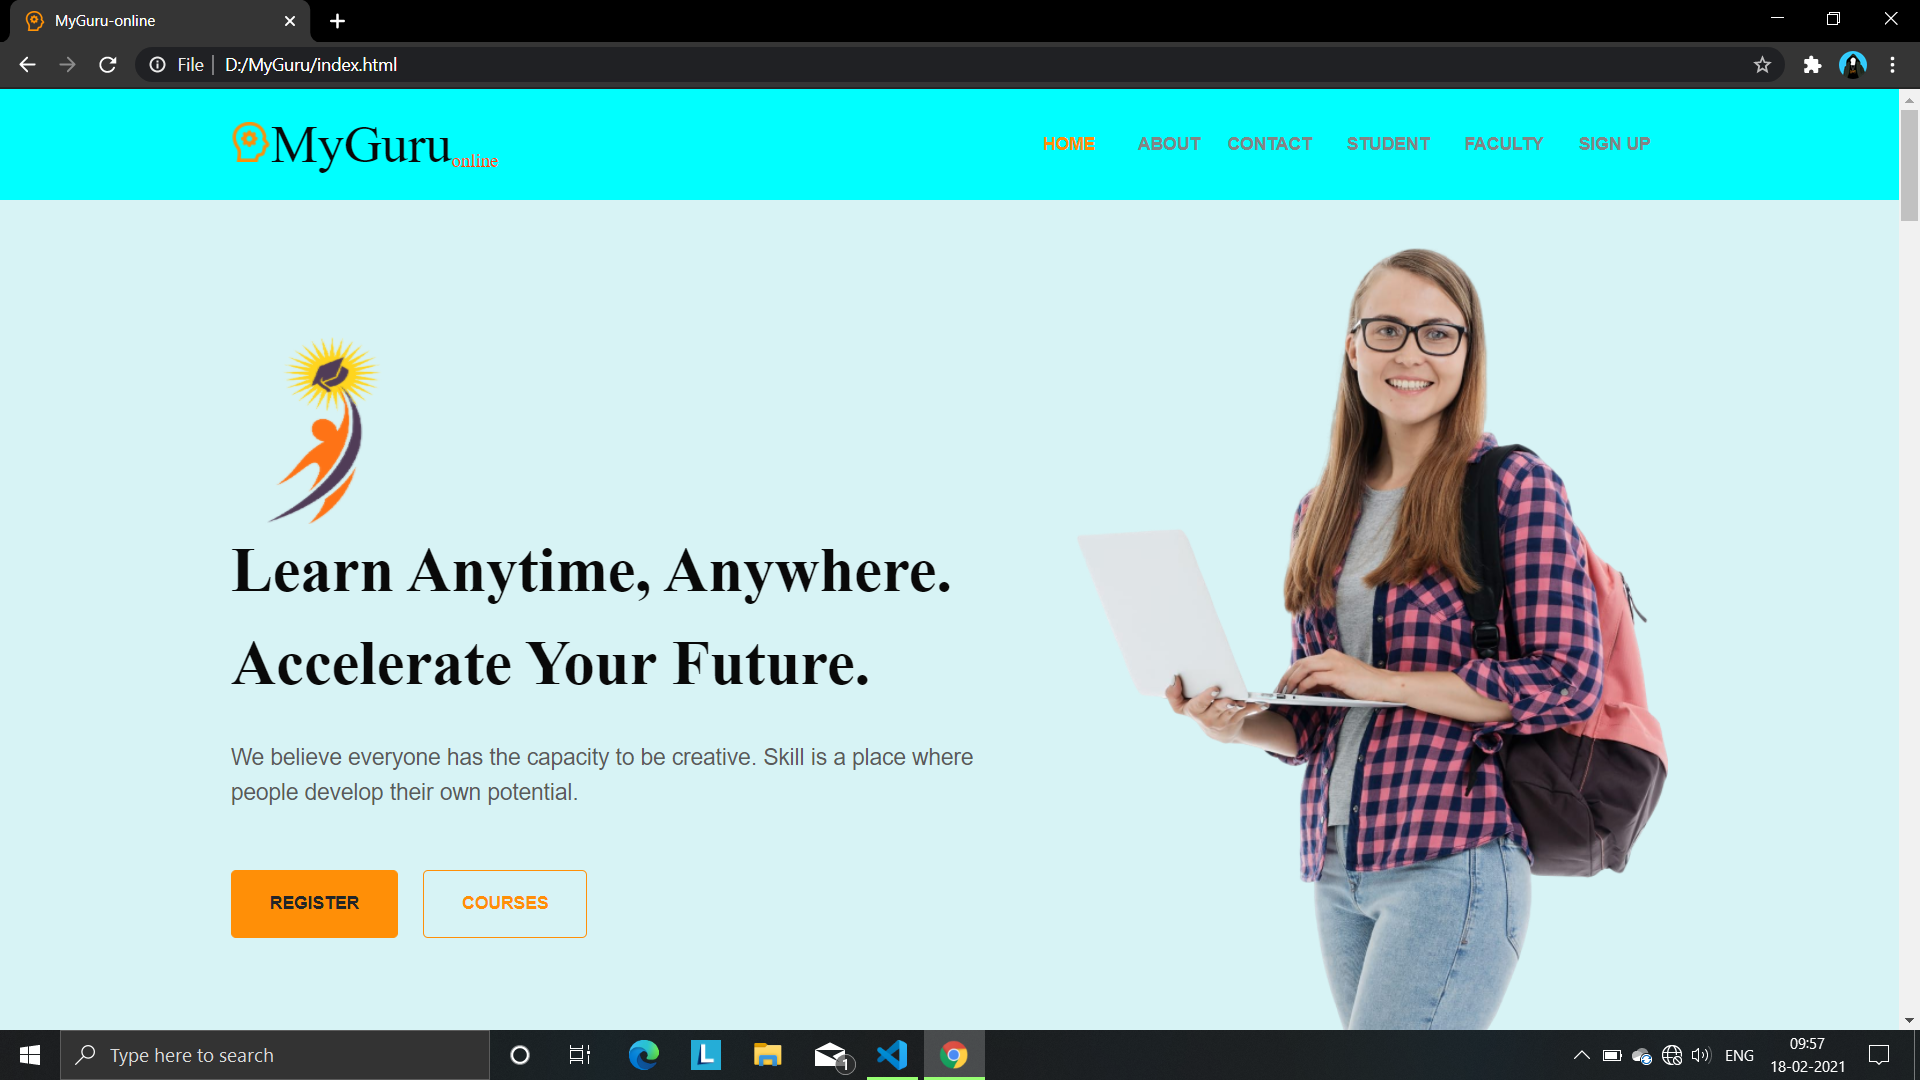 MyGuru-online
File
D:/MyGuru/index.html
MyGuru online
HOME ABOUT CONTACT STUDENT FACULTY SIGN UP
Learn Anytime, Anywhere.
Accelerate Your Future.
We believe everyone has the capacity to be creative. Skill is a place where
people develop their own potential.
REGISTER COURSES
Type here to search
L
1
ENG
09:57
18-02-2021